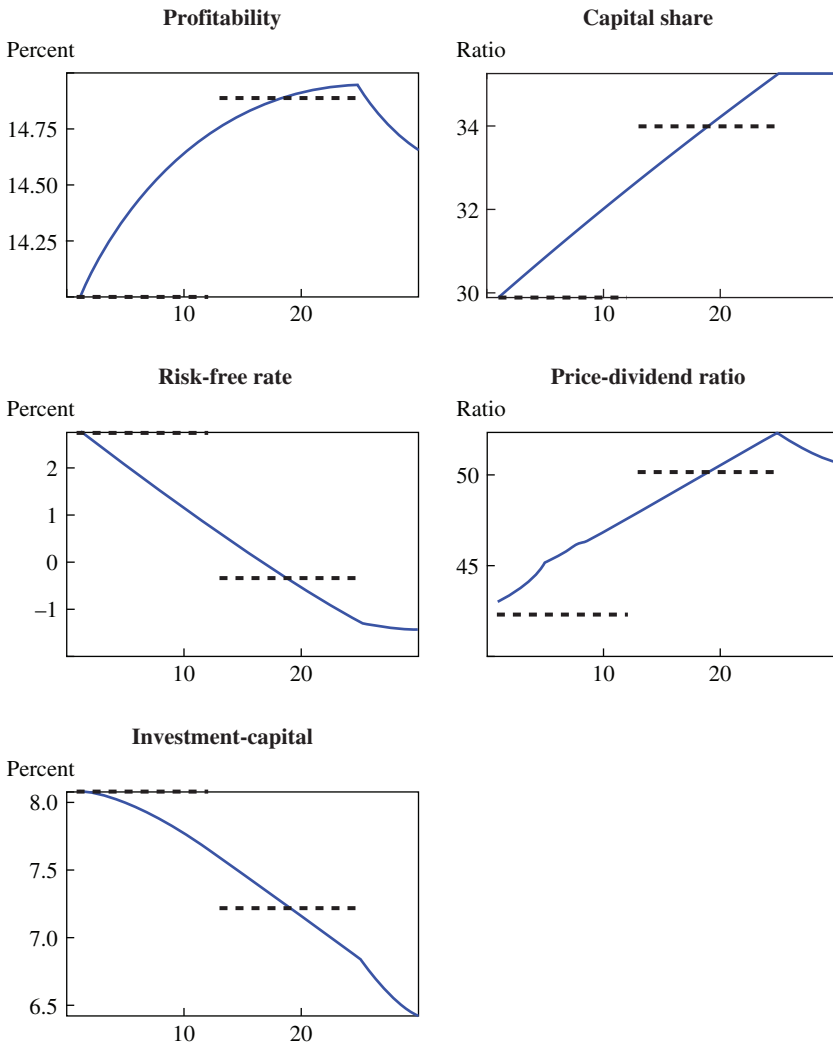 Profitability
Percent
14.75
14.50
14.25
10 20
Capital share
Ratio
34
32
30
10 20
Risk-free rate
Percent
2
1
0
–1
10 20
Price-dividend ratio
Ratio
50
45
10 20
Investment-capital
Percent
8.0
7.5
7.0
6.5
10 20